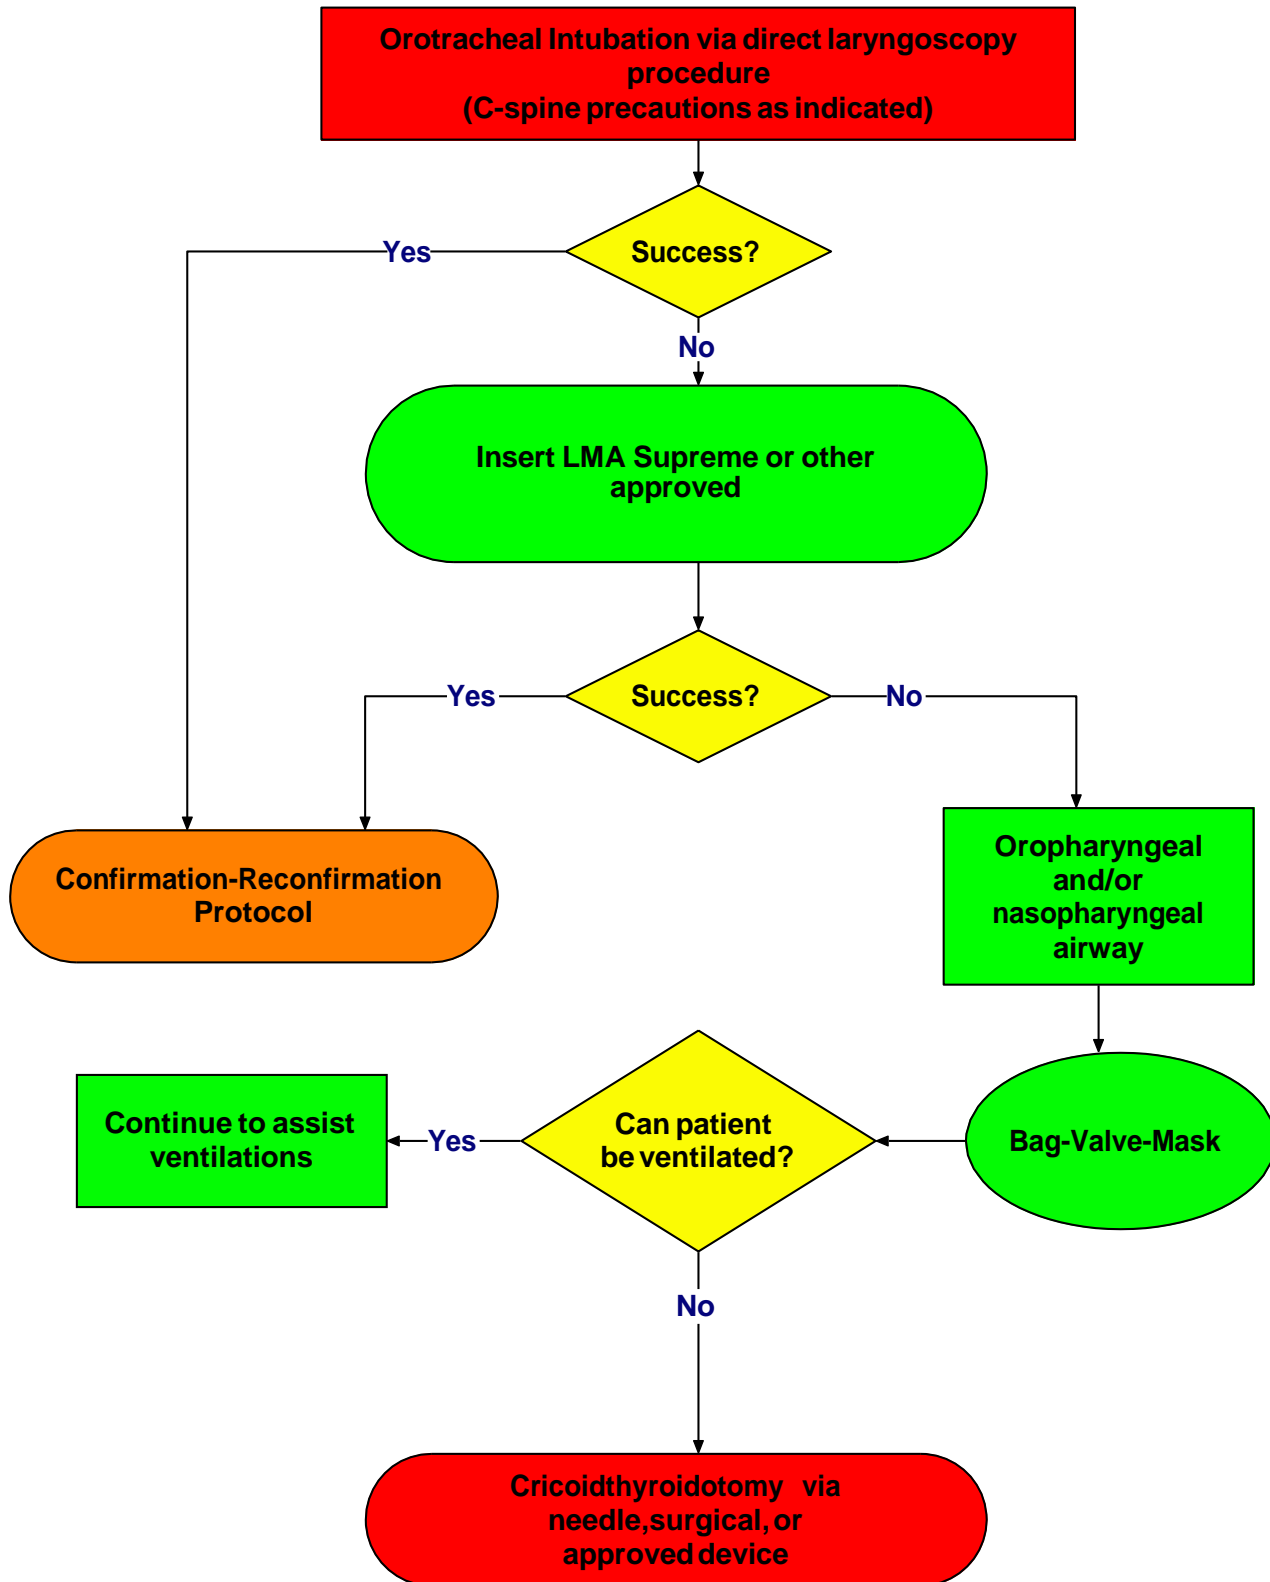 Orotracheal Intubation via direct laryngoscopy
procedure
(C-spine precautions as indicated)
Success?
Yes
No
Insert LMA Supreme or other
approved
Success?
Yes
No
Confirmation-Reconfirmation
Protocol
Oropharyngeal
and/or
nasopharyngeal
airway
Bag-Valve-Mask
Can patient
be ventilated?
Yes
Continue to assist
ventilations
No
Cricoidthyroidotomy via
needle,surgical, or
approved device